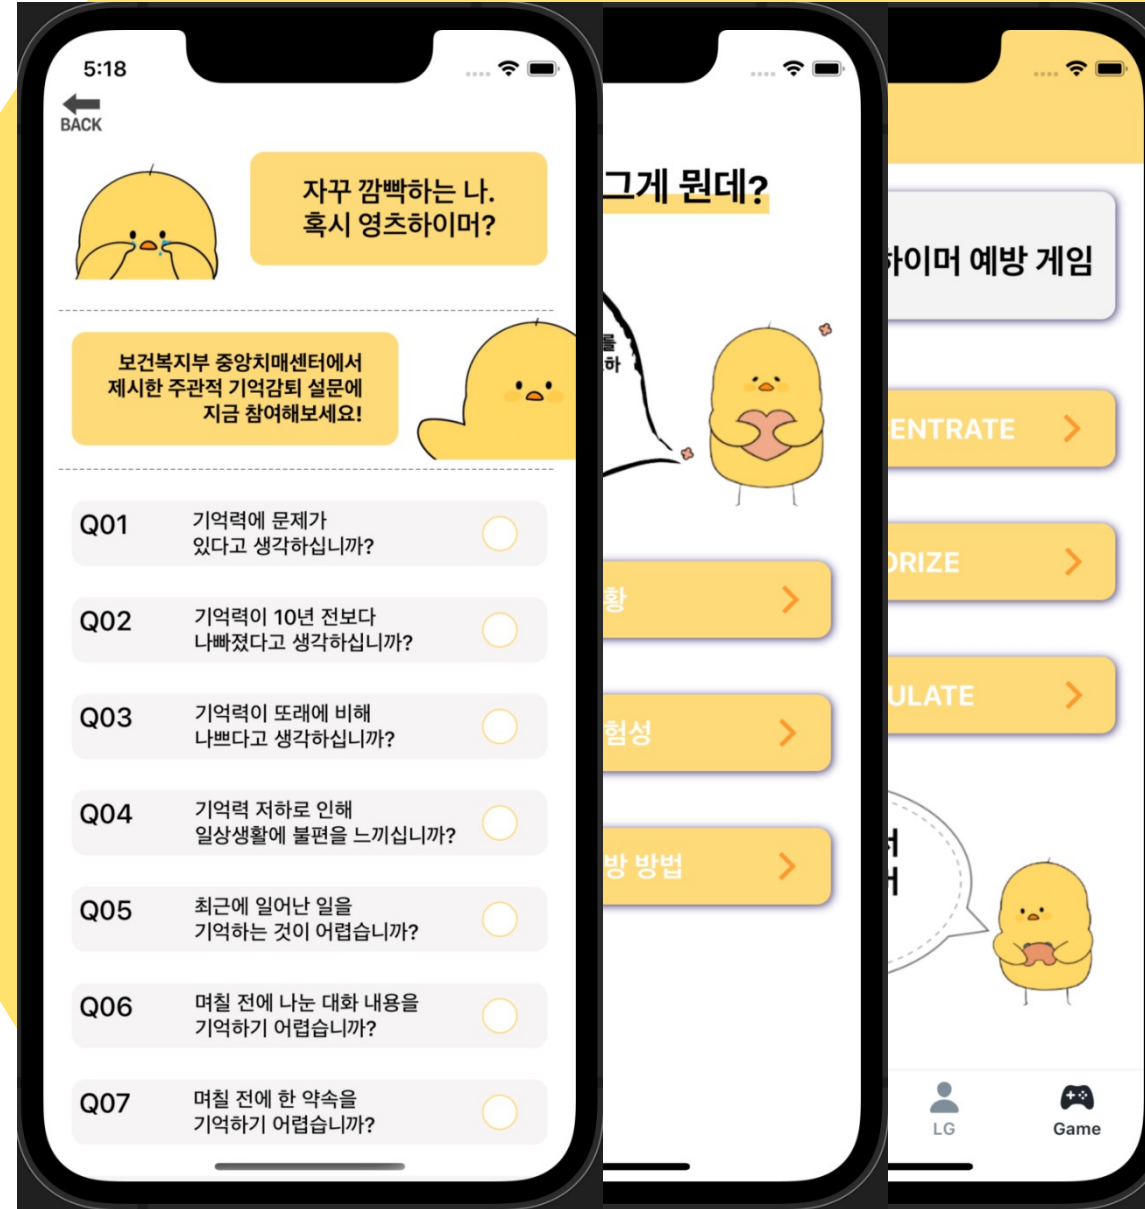 5:18
BACK
자꾸 깜빡하는 나.
혹시 영츠하이머?
보건복지부 중앙치매센터에서
제시한 주관적 기억감퇴 설문에
지금 참여해보세요!
Q01
기억력에 문제가
있다고 생각하십니까?
Q02
기억력이 10년 전보다
나빠졌다고 생각하십니까?
Q03
기억력이 또래에 비해
나쁘다고 생각하십니까?
Q04
기억력 저하로 인해
일상생활에 불편을 느끼십니까?
Q05
최근에 일어난 일을
기억하는 것이 어렵습니까?
Q06
며칠 전에 나눈 대화 내용을
기억하기 어렵습니까?
Q07
며칠 전에 한 약속을
기억하기 어렵습니까?
그게 뭔데?
를
하
황
험성
방 방법
하이머 예방 게임
ENTRATE
ORIZE
ULATE
LG
Game